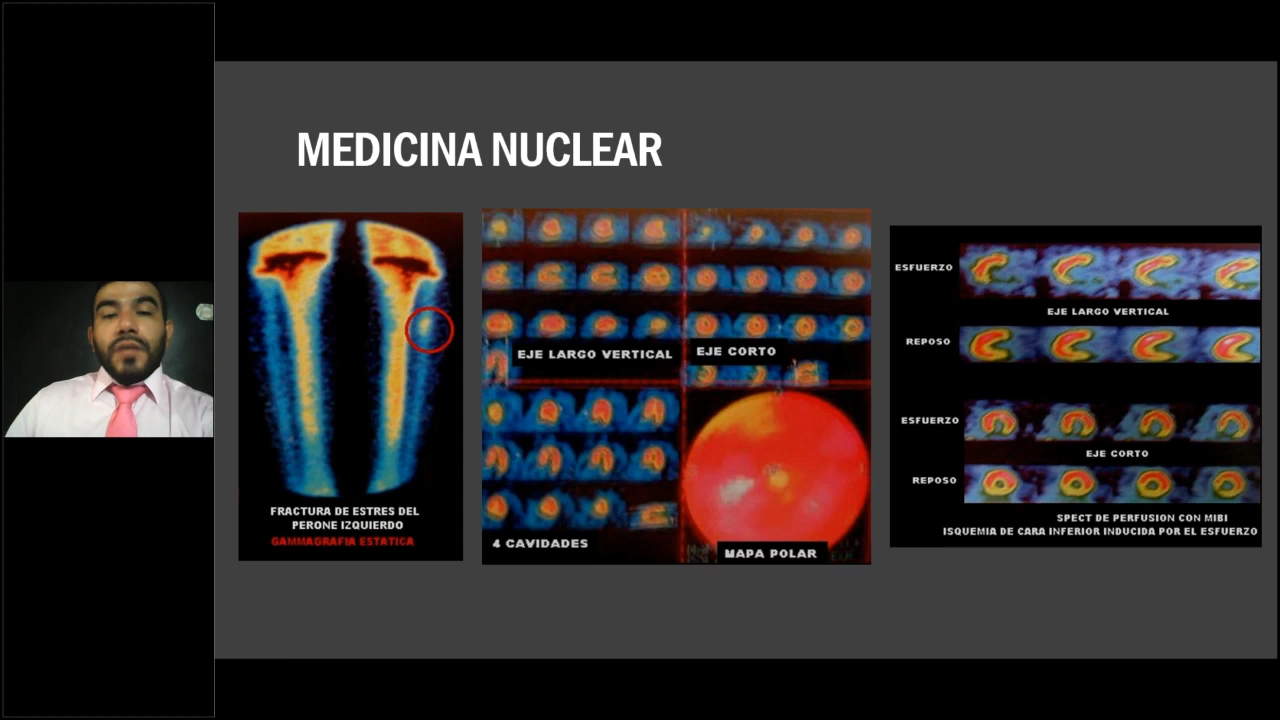 MEDICINA NUCLEAR
FRACTURA DE ESTRES DEL
PERONE IZQUIERDO
GAMMAGRAFIA ESTATICA
EJE LARGO VERTICAL
EJE CORTO
4 CAVIDADES
MAPA POLAR
ESFUERZO
EJE LARGO VERTICAL
REPOSO
ESFUERZO
EJE CORTO
REPOSO
SPECT DE PERFUSION CON MIBI
ISQUEMIA DE CARA INFERIOR INDUCIDA POR EL ESFUERZO